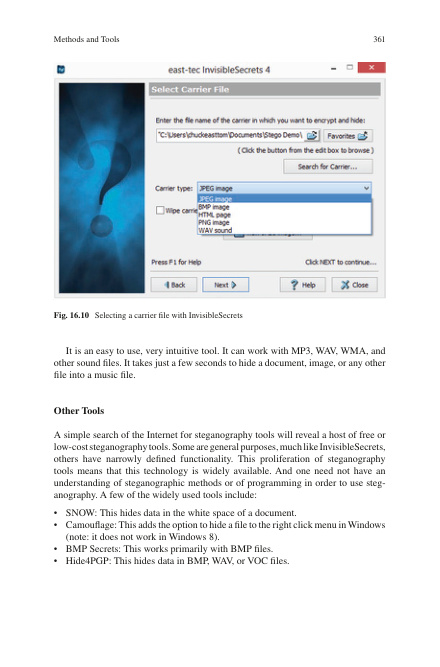 Methods and Tools 361
east-tec InvisibleSecrets 4
Select Carrier File
Enter the file name of the carrier in which you want to encrypt and hide:
"C:\Users\chuckeasttom\Documents\Stego Demo\ Favorites
( Click the button from the edit box to browse )
Search for Carrier...
Carrier type: JPEG image
JPEG image
BMP image
Wipe carrie
HTML page
PNG image
WAV sound
Press F1 for Help Click NEXT to continue...
Back Next Help Close
Fig. 16.10 Selecting a carrier file with InvisibleSecrets
It is an easy to use, very intuitive tool. It can work with MP3, WAV, WMA, and
other sound files. It takes just a few seconds to hide a document, image, or any other
file into a music file.
Other Tools
A simple search of the Internet for steganography tools will reveal a host of free or
low-cost steganography tools. Some are general purposes, much like InvisibleSecrets,
others have narrowly defined functionality. This proliferation of steganography
tools means that this technology is widely available. And one need not have an
understanding of steganographic methods or of programming in order to use steg-
anography. A few of the widely used tools include:
• SNOW: This hides data in the white space of a document.
• Camouflage: This adds the option to hide a file to the right click menu in Windows
(note: it does not work in Windows 8).
• BMP Secrets: This works primarily with BMP files.
• Hide4PGP: This hides data in BMP, WAV, or VOC files.